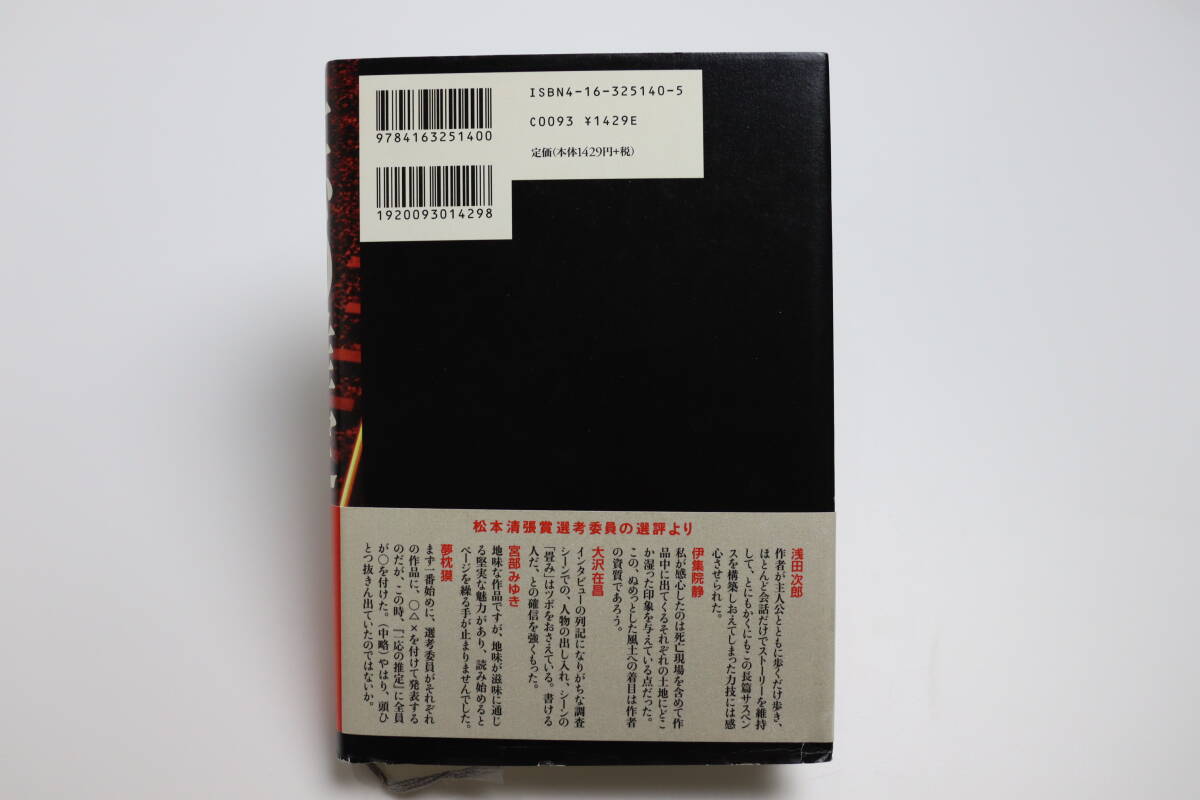 ISBN4-16-325140-5
C0093 ¥1429E
定価(本体1429円+税)
9784163251400
1920093014298
松本清張賞選考委員の選評より
浅田次郎
作者が主人公とともに歩くだけ歩き、
ほとんど会話だけでストーリーを維持
して、とにもかくにもこの長篇サスペン
スを構築しおえてしまった力技には感
心させられた。
伊集院静
私が感心したのは死亡現場を含めて作
品中に出てくるそれぞれの土地にどこ
か湿った印象を与えている点だった。
この、ぬめっとした風土への着目は作者
の資質であろう。
大沢在昌
インタビューの列記になりがちな調査
シーンでの、人物の出し入れ、シーンの
「畳み」はツボをおさえている。書ける
人だ、との確信を強くもった。
宮部みゆき
地味な作品ですが、地味が滋味に通じ
る堅実な魅力があり、読み始めると
ページを繰る手が止まりませんでした。
夢枕獏
まず一番始めに、選考委員がそれぞれ
の作品に、○△×を付けて発表する
のだが、この時、「一応の推定」に全員
が○を付けた。(中略)やはり、頭ひ
とつ抜きん出ていたのではないか。